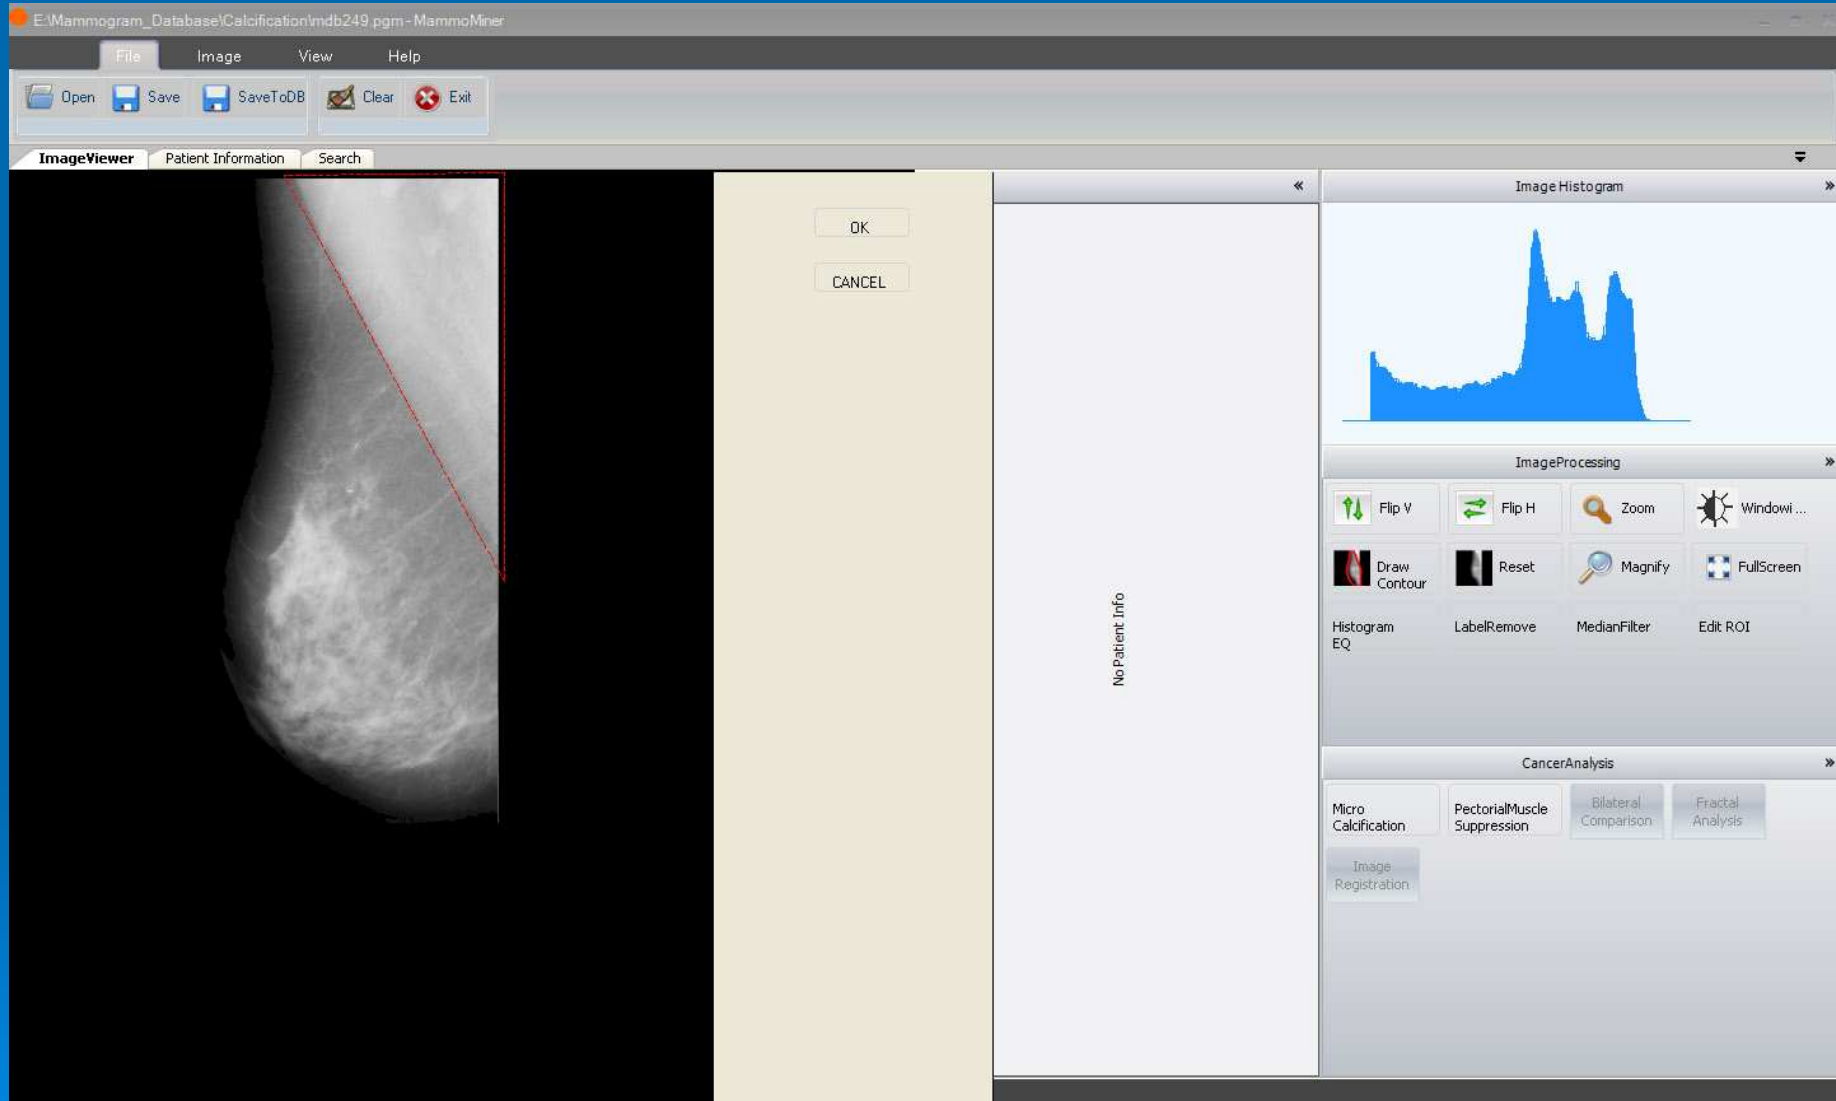 E:\Mammogram_Database\Calcification\mdb249.pgm - MammoMiner
File Image View Help
Open Save SaveToDB Clear Exit
ImageViewer Patient Information Search
OK
CANCEL
No Patient Info
Image Histogram
ImageProcessing
Flip V Flip H Zoom Windowi ...
Draw
Contour
Reset Magnify FullScreen
Histogram
EQ
LabelRemove MedianFilter Edit ROI
CancerAnalysis
Micro
Calcification
PectorialMuscle
Suppression
Bilateral
Comparison
Fractal
Analysis
Image
Registration